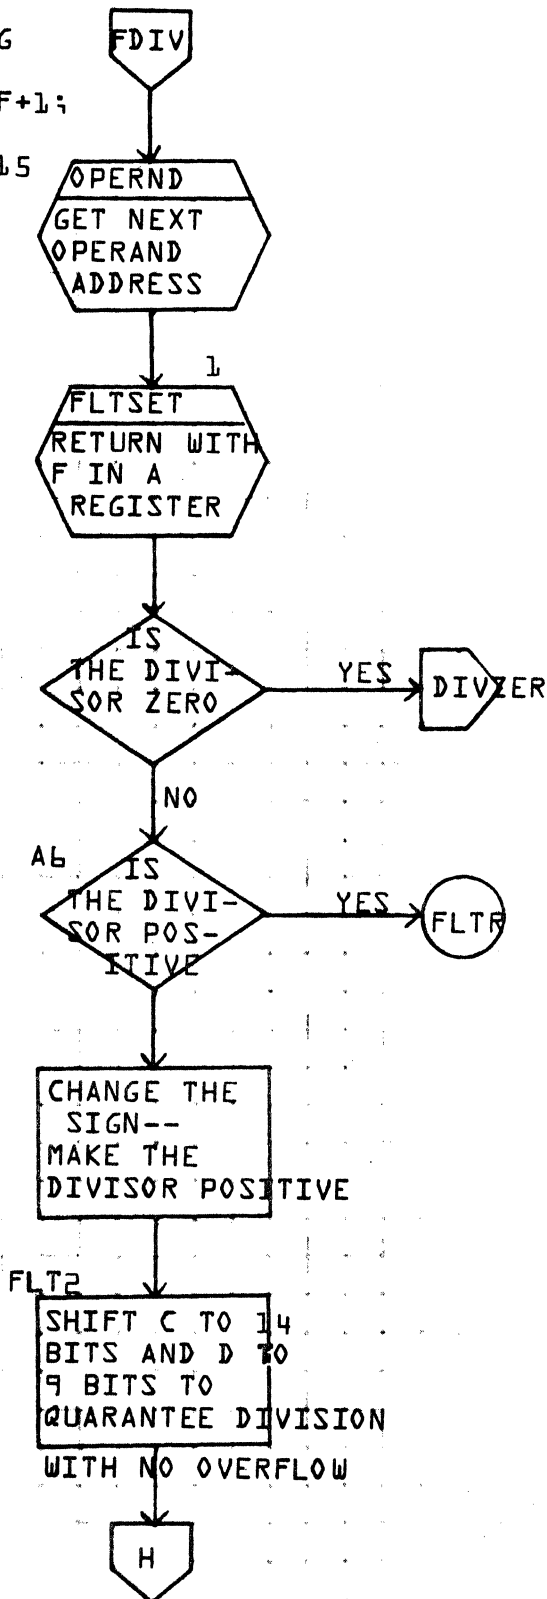 G
FDIV
F+1;
15
OPERND
GET NEXT
OPERAND
ADDRESS
1
FLTSET
RETURN WITH
F IN A
REGISTER
IS
THE DIVI-
SOR ZERO
YES
DIVZER
NO
A6
IS
THE DIVI-
SOR POS-
ITIVE
YES
FLTR
CHANGE THE
SIGN--
MAKE THE
DIVISOR POSITIVE
FLT2
SHIFT C TO 14
BITS AND D TO
9 BITS TO
QUARANTEE DIVISION
WITH NO OVERFLOW
H